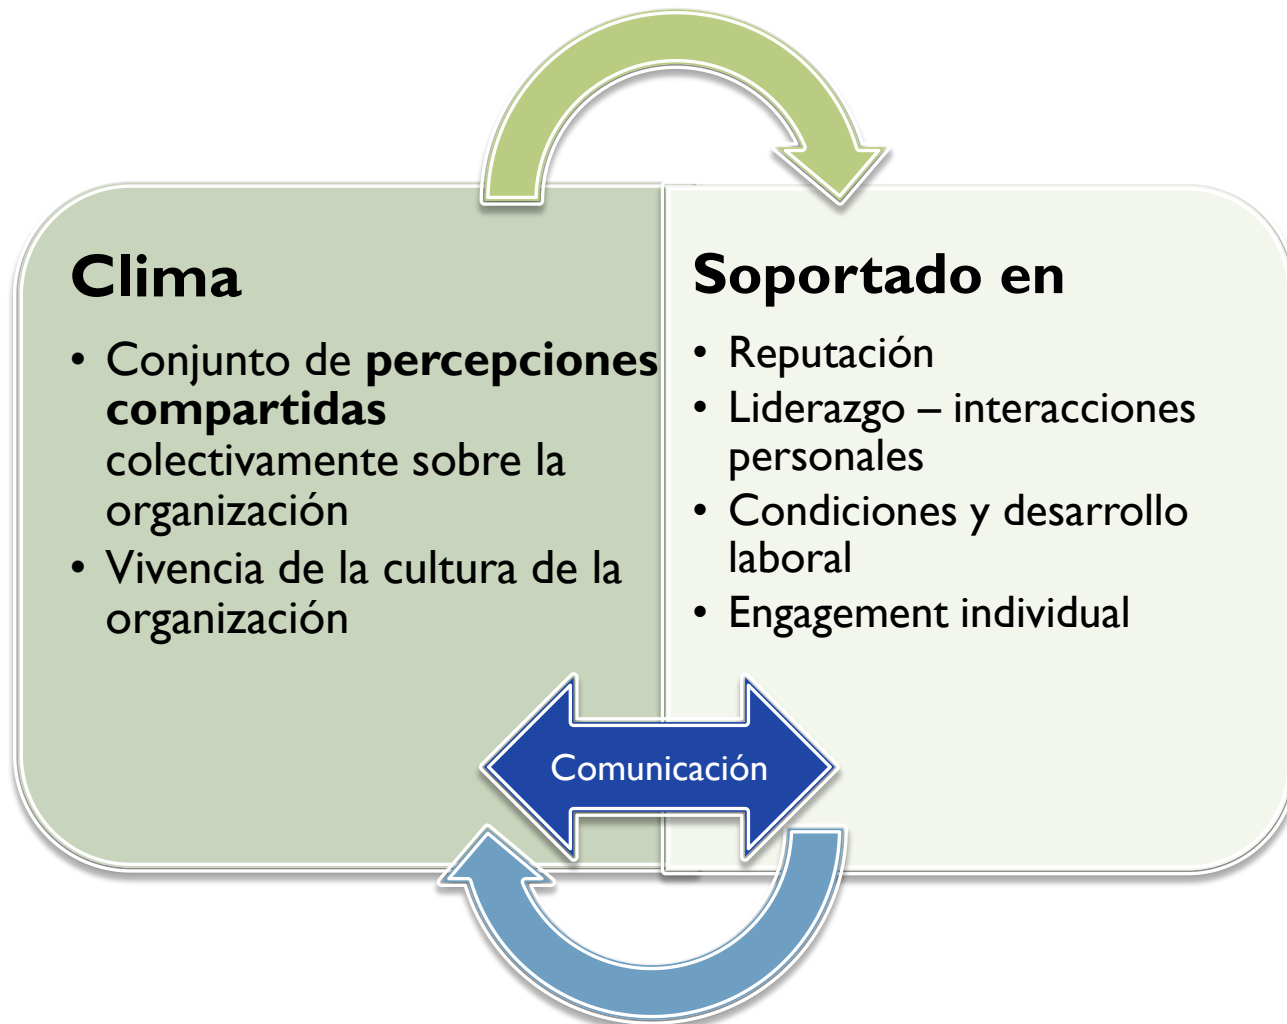 Clima
• Conjunto de percepciones
compartidas
colectivamente sobre la
organización
• Vivencia de la cultura de la
organización
Soportado en
• Reputación
• Liderazgo – interacciones
personales
• Condiciones y desarrollo
laboral
• Engagement individual
Comunicación